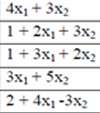 4x₁ + 3x₂
1 + 2x₁ + 3x₂
1 + 3x₁ + 2x₂
3x₁ + 5x₂
2 + 4x₁ -3x₂